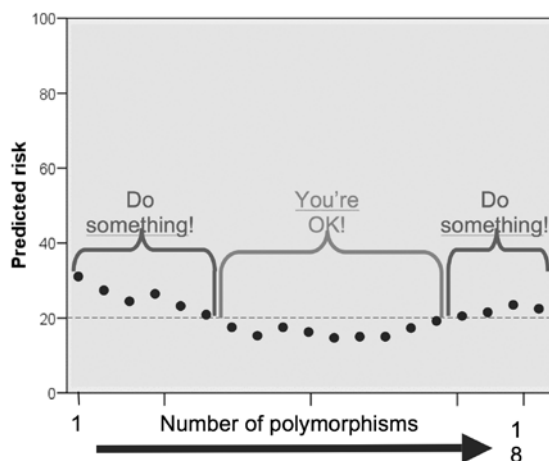 100
80
60
40
20
0
Predicted risk
Do
something!
You're
OK!
Do
something!
1
Number of polymorphisms
1
8